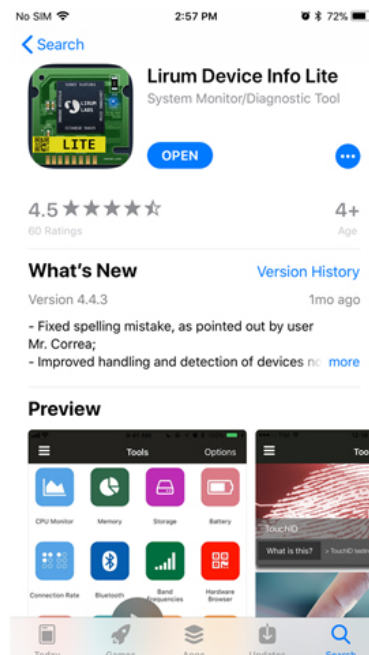 No SIM 2:57 PM 72%
Search
Lirum Device Info Lite
System Monitor/Diagnostic Tool
LIRUM
LABS
LITE
OPEN
4.5 4+
60 Ratings Age
What's New Version History
Version 4.4.3 1mo ago
- Fixed spelling mistake, as pointed out by user
Mr. Correa;
- Improved handling and detection of devices no more
Preview
Tools Options
CPU Monitor Memory Storage Battery
Connection Rate Bluetooth Band
Frequencies Hardware
Browser
Too
TouchID
What is this? > TouchID testin
Today Games Apps Updates Search